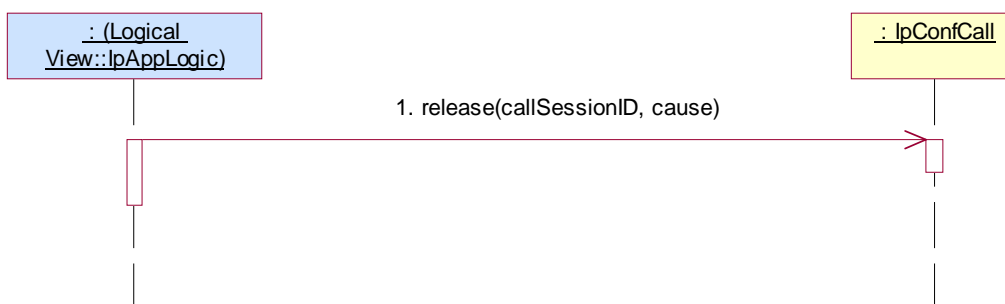 : (Logical
View::IpAppLogic)
: IpConfCall
1. release(callSessionID, cause)